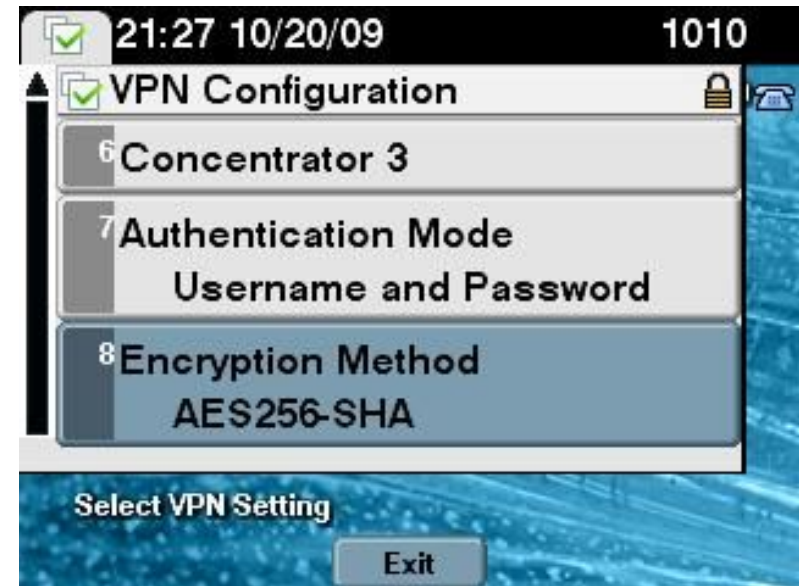 21:27 10/20/09 1010
VPN Configuration
6 Concentrator 3
7 Authentication Mode
Username and Password
8 Encryption Method
AES256-SHA
Select VPN Setting
Exit